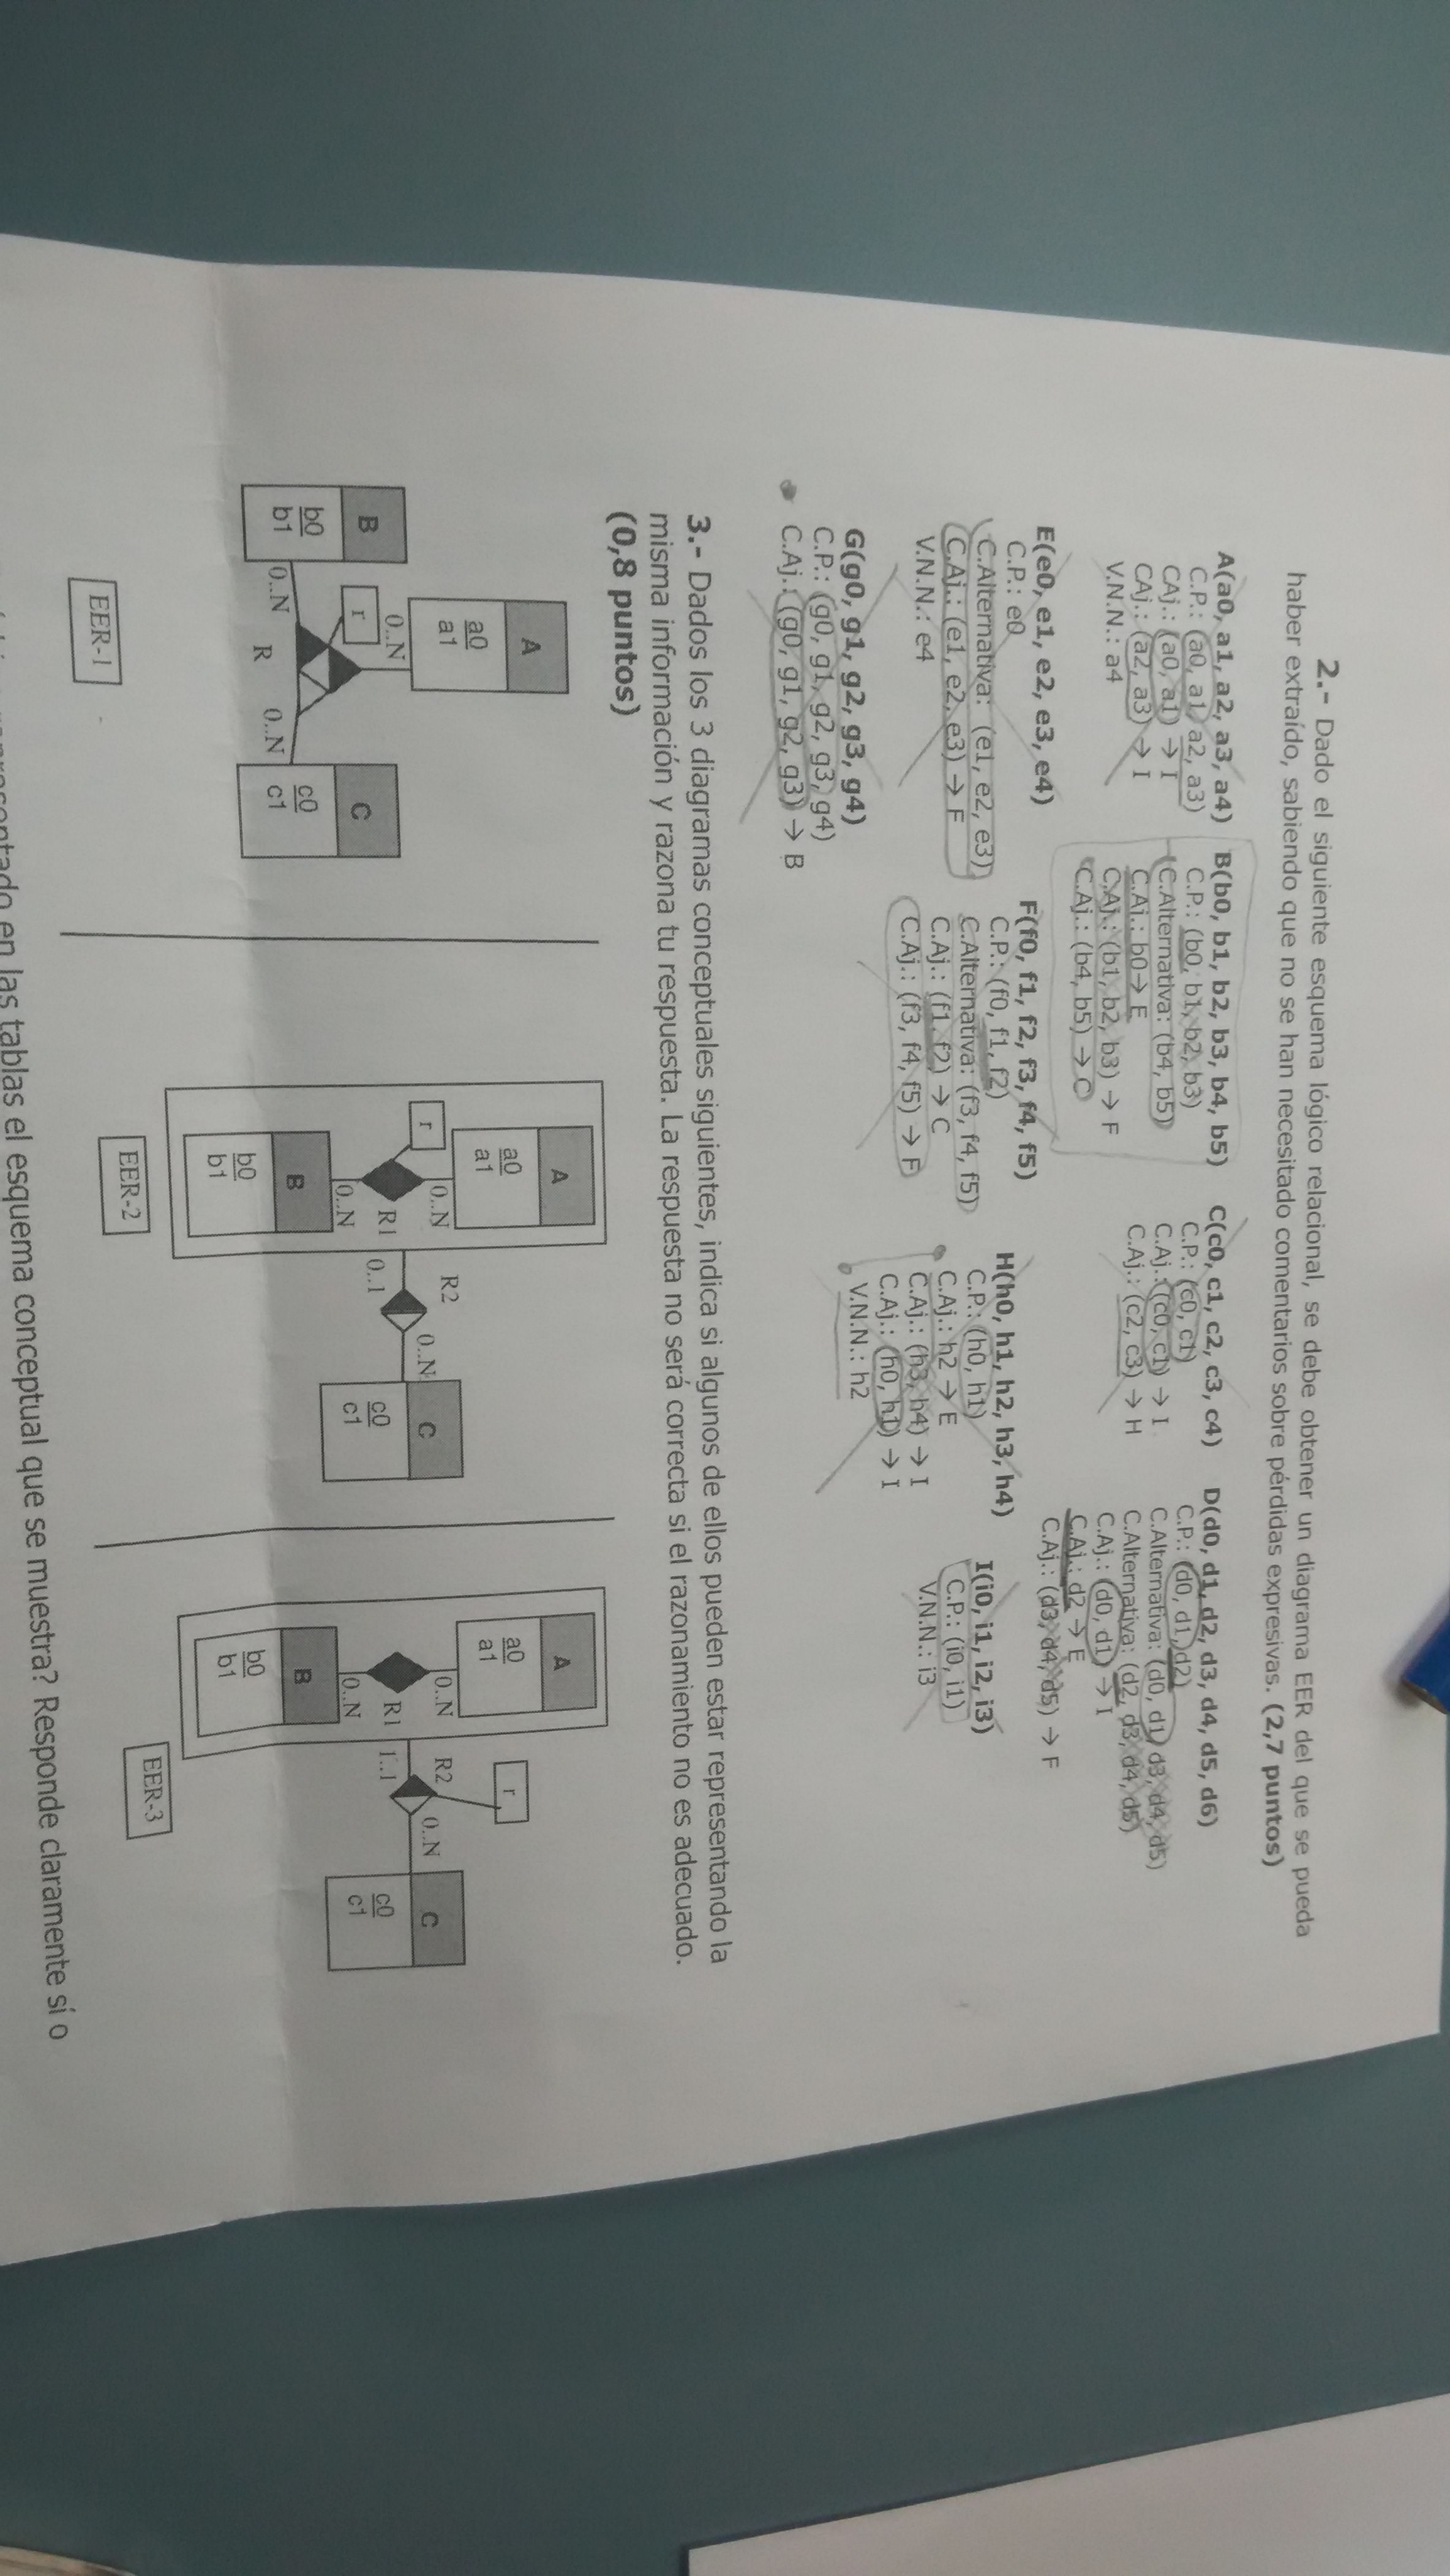 2.- Dado el siguiente esquema lógico relacional, se debe obtener un diagrama EER del que se pueda
haber extraído, sabiendo que no se han necesitado comentarios sobre pérdidas expresivas. (2,7 puntos)
A(a0, a1, a2, a3, a4)
C.P.: (a0, a1, a2, a3)
CAj.: (a0, a1) → I
CAj.: (a2, a3) → I
V.N.N.: a4
B(b0, b1, b2, b3, b4, b5)
C.P.: (b0, b1, b2, b3)
C.Alternativa: (b4, b5)
C.Aj.: b0→ E
C.Aj.: (b1, b2, b3) → F
C.Aj.: (b4, b5) → C
C(c0, c1, c2, c3, c4)
C.P.: (c0, c1)
C.Aj.: (c0, c1) → I
C.Aj.: (c2, c3) → H
D(d0, d1, d2, d3, d4, d5, d6)
C.P.: (d0, d1, d2)
C.Alternativa: (d0, d1, d3, d4, d5)
C.Alternativa: (d2, d3, d4, d5)
C.Aj.: (d0, d1) → I
C.Aj.: d2 → E
C.Aj.: (d3, d4, d5) → F
E(e0, e1, e2, e3, e4)
C.P.: e0
C.Alternativa: (e1, e2, e3)
C.Aj.: (e1, e2, e3) → F
V.N.N.: e4
F(f0, f1, f2, f3, f4, f5)
C.P.: (f0, f1, f2)
C.Alternativa: (f3, f4, f5)
C.Aj.: (f1, f2) → C
C.Aj.: (f3, f4, f5) → F
H(h0, h1, h2, h3, h4)
C.P.: (h0, h1)
C.Aj.: h2 → E
C.Aj.: (h3, h4) → I
C.Aj.: (h0, h1) → I
V.N.N.: h2
I(i0, i1, i2, i3)
C.P.: (i0, i1)
V.N.N.: i3
G(g0, g1, g2, g3, g4)
C.P.: (g0, g1, g2, g3, g4)
C.Aj.: (g0, g1, g2, g3) → B
3.- Dados los 3 diagramas conceptuales siguientes, indica si algunos de ellos pueden estar representando la
misma información y razona tu respuesta. La respuesta no será correcta si el razonamiento no es adecuado.
(0,8 puntos)
A
a0
a1
0..N
r
B
b0
b1
0..N
R
0..N
C
c0
c1
EER-1
A
a0
a1
0..N
r
R1
0..N
B
b0
b1
R2
0..1
0..N
C
c0
c1
EER-2
A
a0
a1
0..N
R1
0..N
B
b0
b1
r
R2
1..1
0..N
C
c0
c1
EER-3
en las tablas el esquema conceptual que se muestra? Responde claramente sí o